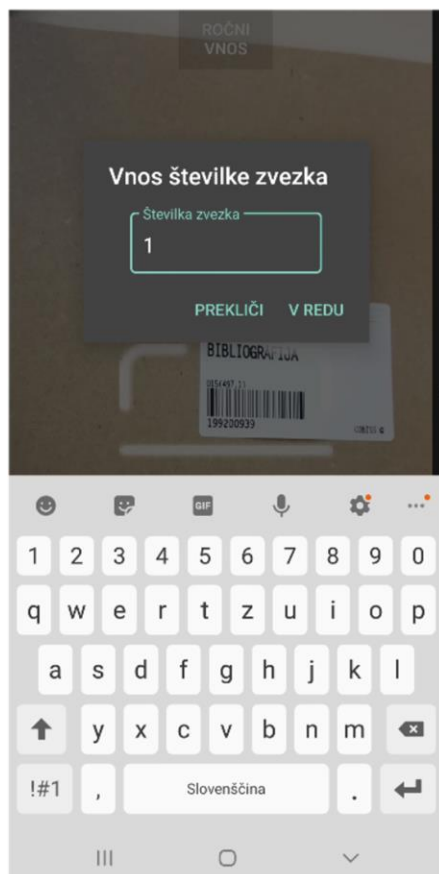 ROČNI
VNOS
Vnos številke zvezka
Številka zvezka
1
PREKLIČI V REDU
BIBLIOGRAFIJA
199200939
GIF
1 2 3 4 5 6 7 8 9 0
q w e r t z u i o p
a s d f g h j k l
y x c v b n m
!#1 , Slovenščina .